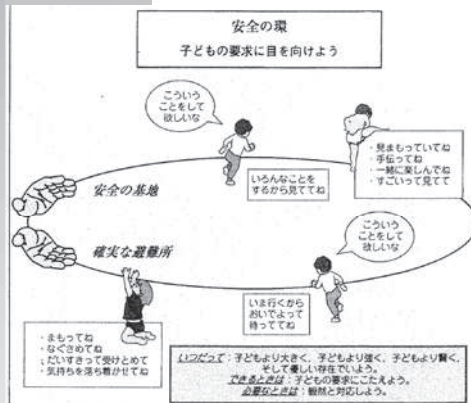 安全の環
子どもの要求に目を向けよう
こういう
ことをして
欲しいな
・見まもっていてね
・手伝ってね
・一緒に楽しんでね
・すごいって見てて
いろんなことを
するから見ててね
安全の基地
確実な避難所
こういう
ことをして
欲しいな
いま行くから
おいでよって
待っててね
・まもってね
・なぐさめてね
・だいすきって受けとめて
・気持ちを落ち着かせてね
いつだって：子どもより大きく、子どもより強く、子どもより賢く、
そして優しい存在でいよう。
できるときは：子どもの要求にこたえよう。
必要なときは：毅然と対応しよう。